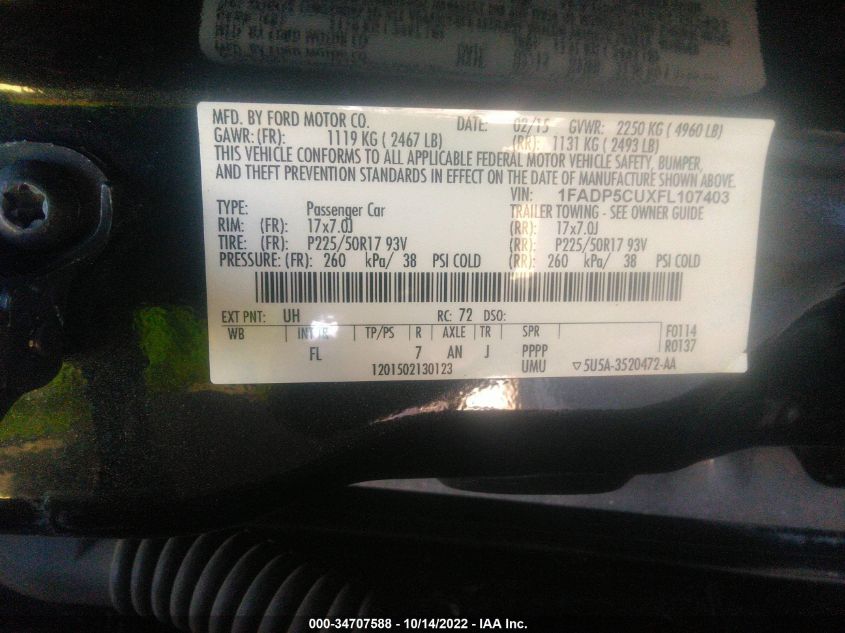 MFD. BY FORD MOTOR CO.
DATE: 02/15 GVWR: 2250 KG ( 4960 LB)
GAWR: (FR): 1119 KG ( 2467 LB) (RR): 1131 KG ( 2493 LB)
THIS VEHICLE CONFORMS TO ALL APPLICABLE FEDERAL MOTOR VEHICLE SAFETY, BUMPER,
AND THEFT PREVENTION STANDARDS IN EFFECT ON THE DATE OF MANUFACTURE SHOWN ABOVE.
VIN: 1FADP5CUXFL107403
TYPE: Passenger Car TRAILER TOWING - SEE OWNER GUIDE
RIM: (FR): 17x7.0J (RR): 17x7.0J
TIRE: (FR): P225/50R17 93V (RR): P225/50R17 93V
PRESSURE: (FR): 260 kPa/ 38 PSI COLD (RR): 260 kPa/ 38 PSI COLD
EXT PNT: UH RC: 72 DSO:
WB INT TR TP/PS R AXLE TR SPR F0114
FL 7 AN J PPPP R0137
1201502130123 UMU ▽5U5A-3520472-AA
000-34707588 - 10/14/2022 - IAA Inc.